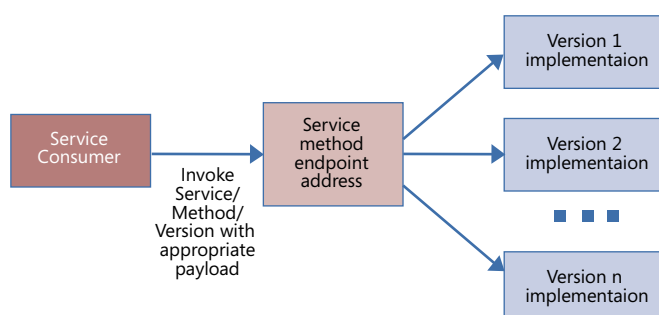 Service
Consumer
Invoke
Service/
Method/
Version with
appropriate
payload
Service
method
endpoint
address
Version 1
implementaion
Version 2
implementaion
Version n
implementaion